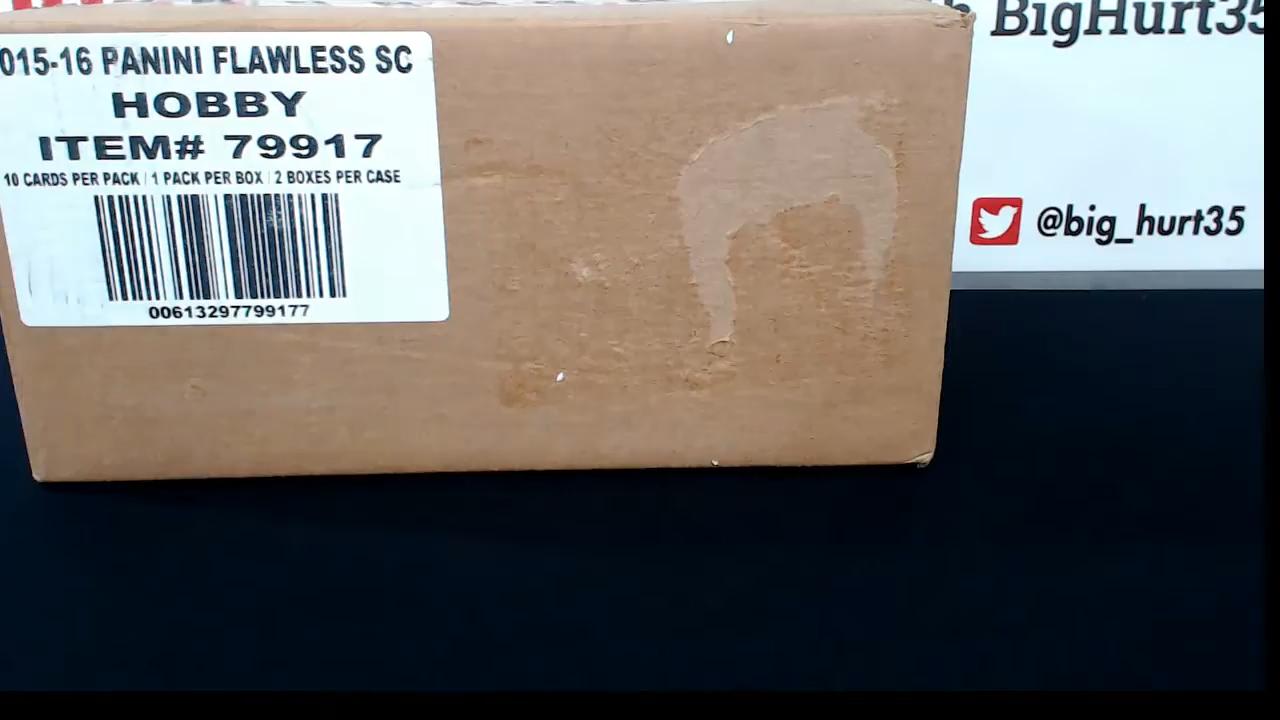 015-16 PANINI FLAWLESS SC
HOBBY
ITEM# 79917
10 CARDS PER PACK / 1 PACK PER BOX / 2 BOXES PER CASE
00613297799177
BigHurt35
@big_hurt35